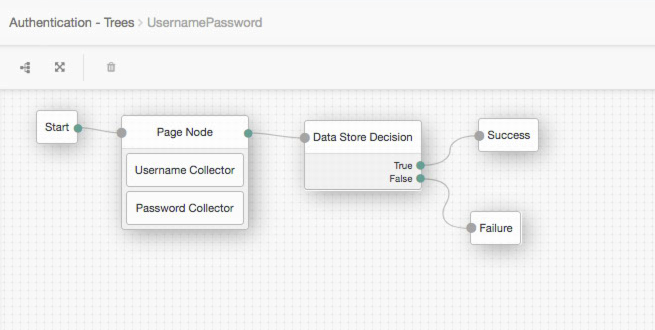 Authentication - Trees > UsernamePassword
Start
Page Node
Username Collector
Password Collector
Data Store Decision
True
False
Success
Failure